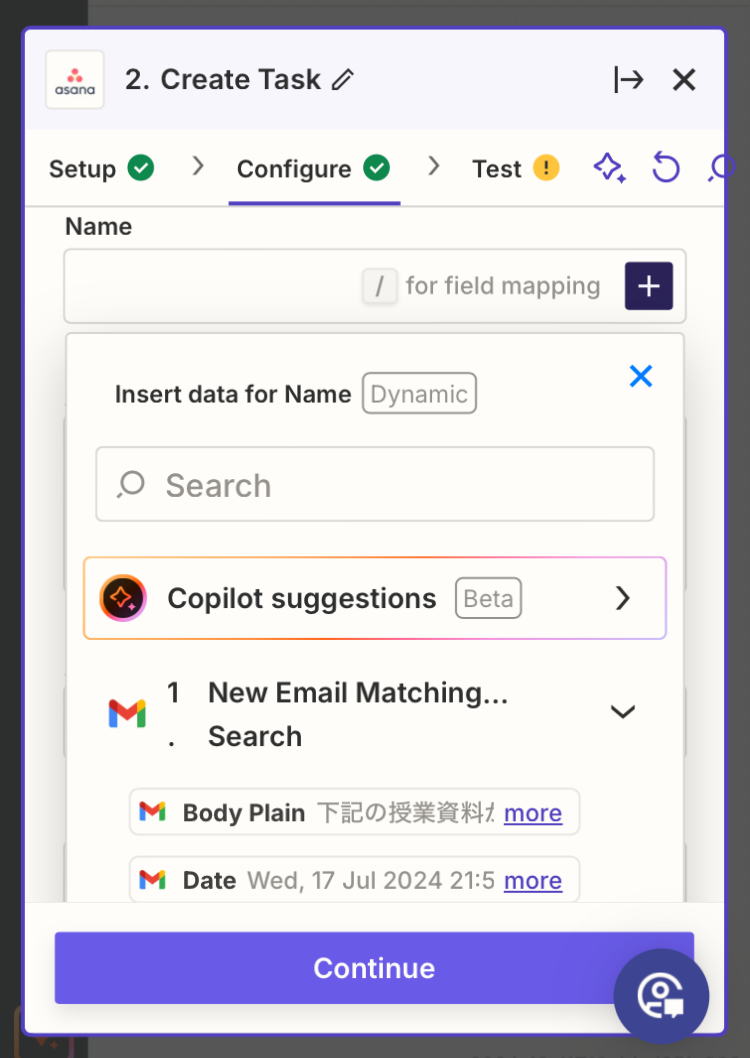 asana
2. Create Task
Setup
Configure
Test
Name
/ for field mapping
Insert data for Name Dynamic
Search
Copilot suggestions Beta
1. New Email Matching...
Search
Body Plain 下記の授業資料 more
Date Wed, 17 Jul 2024 21:5 more
Continue